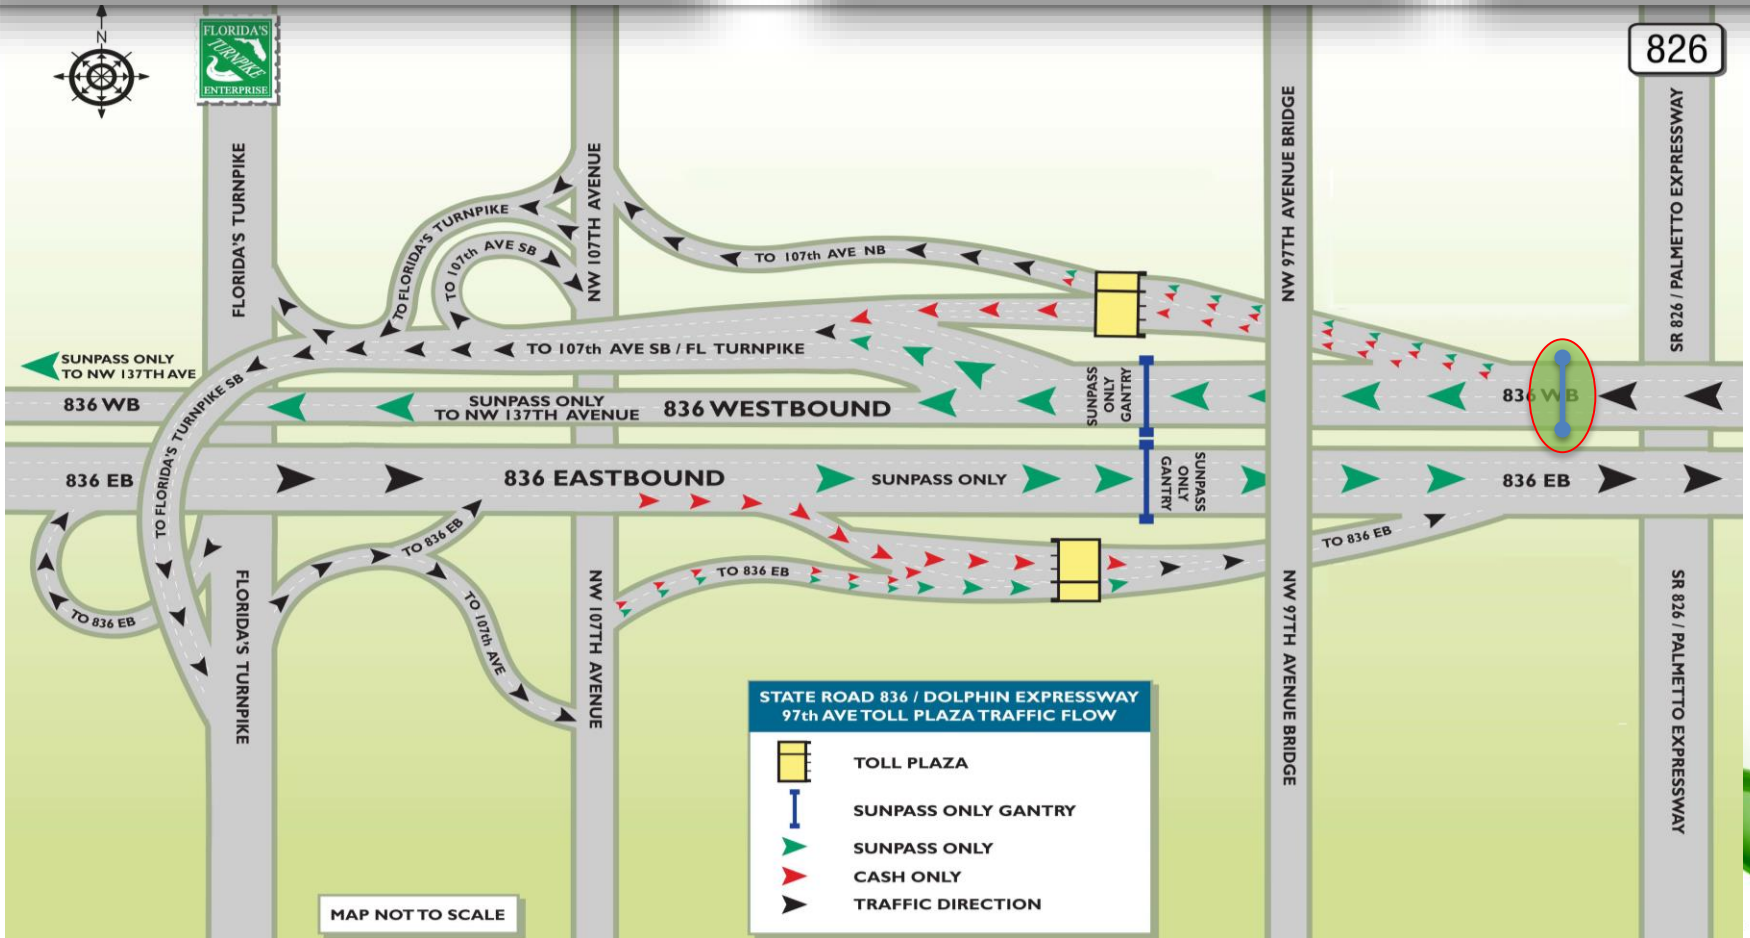 N
FLORIDA'S
TURNPIKE
ENTERPRISE
826
FLORIDA'S TURNPIKE
NW 107TH AVENUE
NW 97TH AVENUE BRIDGE
SR 826 / PALMETTO EXPRESSWAY
TO FLORIDA'S TURNPIKE
TO 107th AVE SB
TO 107th AVE NB
TO 107th AVE SB / FL TURNPIKE
SUNPASS ONLY
TO NW 137TH AVE
836 WB
TO FLORIDA'S TURNPIKE SB
SUNPASS ONLY
TO NW 137TH AVENUE
836 WESTBOUND
SUNPASS
ONLY
GANTRY
836 WB
836 EB
836 EASTBOUND
SUNPASS ONLY
SUNPASS
ONLY
GANTRY
836 EB
TO 836 EB
TO 836 EB
TO 836 EB
TO 836 EB
TO 107th AVE
FLORIDA'S TURNPIKE
NW 107TH AVENUE
NW 97TH AVENUE BRIDGE
SR 826 / PALMETTO EXPRESSWAY
STATE ROAD 836 / DOLPHIN EXPRESSWAY
97th AVE TOLL PLAZA TRAFFIC FLOW
TOLL PLAZA
SUNPASS ONLY GANTRY
SUNPASS ONLY
CASH ONLY
TRAFFIC DIRECTION
MAP NOT TO SCALE